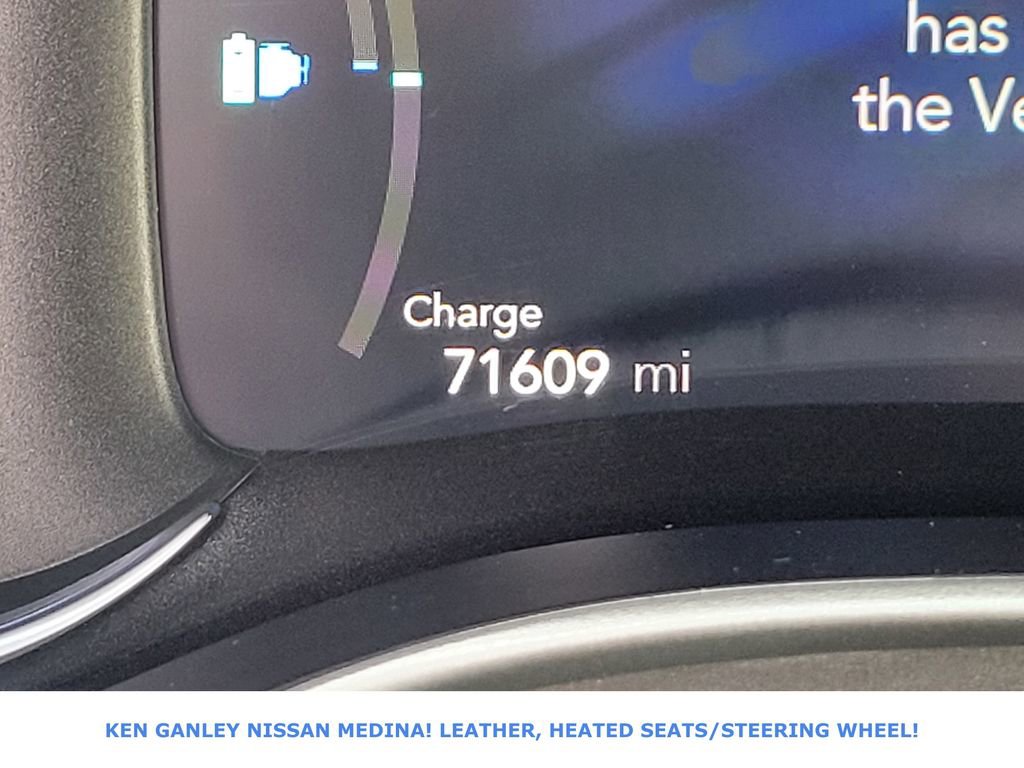 has
the Ve
Charge
71609 mi
KEN GANLEY NISSAN MEDINA! LEATHER, HEATED SEATS/STEERING WHEEL!